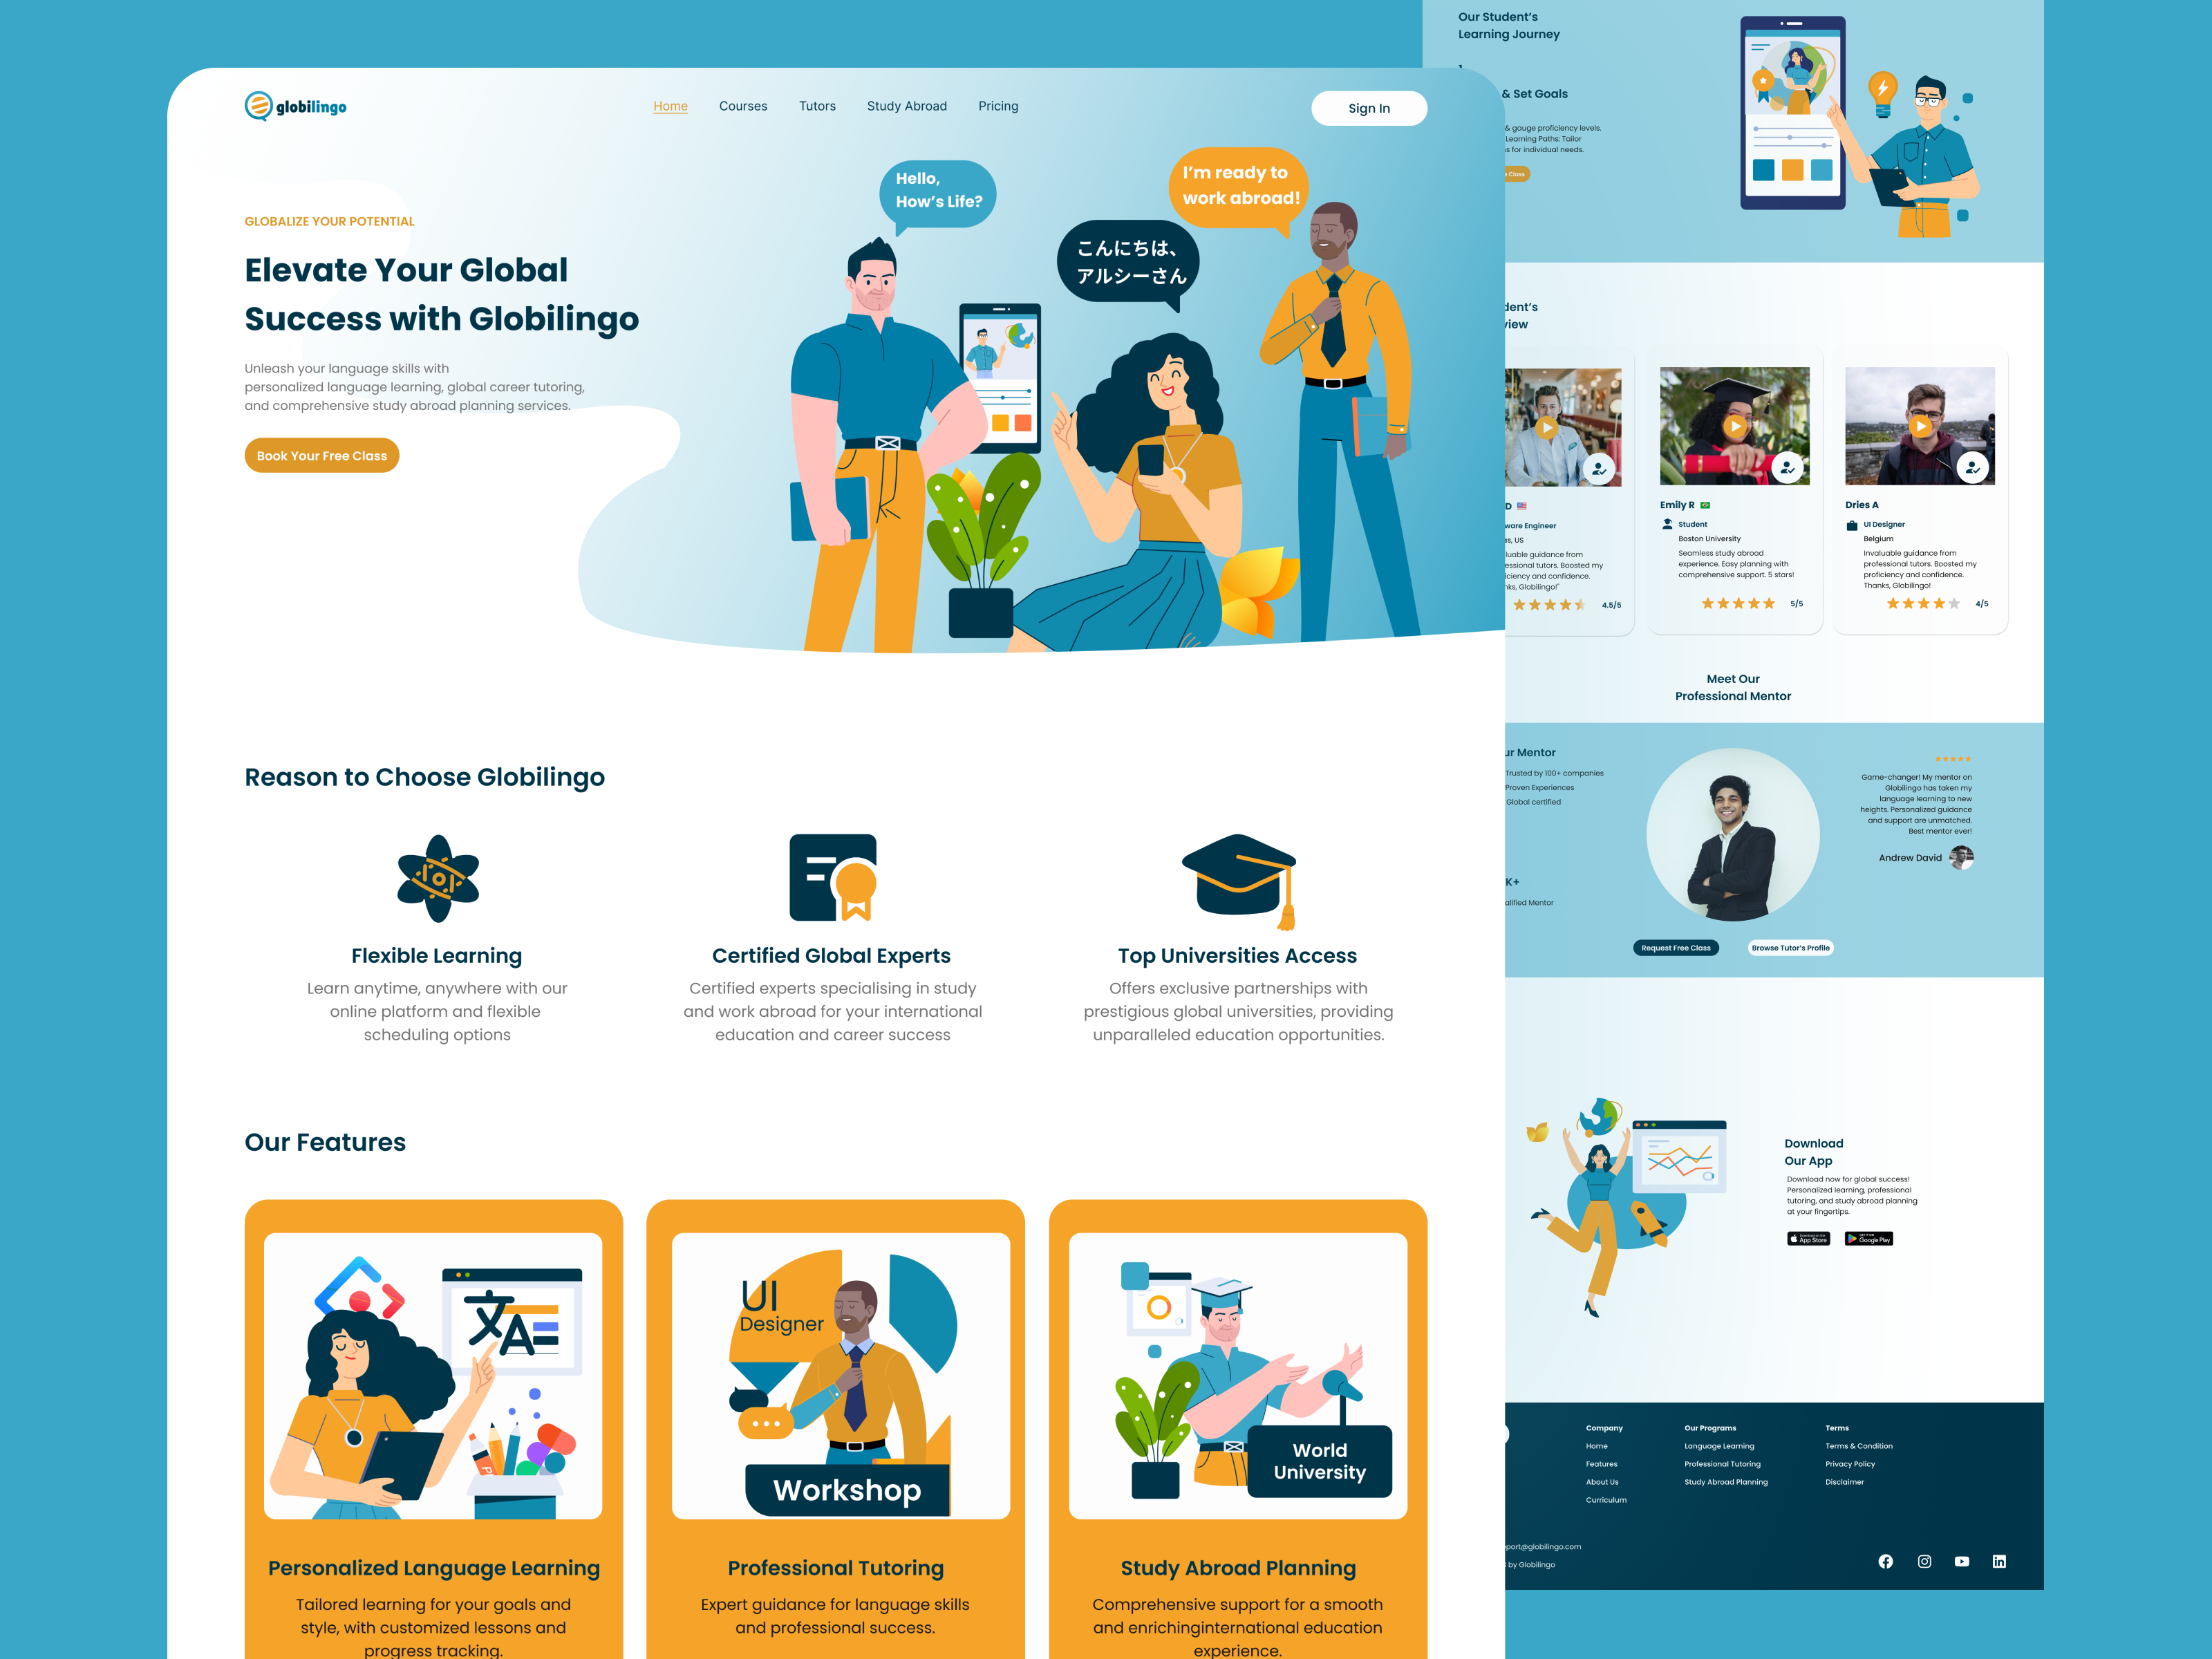 globilingo
Home
Courses
Tutors
Study Abroad
Pricing
Sign In
GLOBALIZE YOUR POTENTIAL
Elevate Your Global
Success with Globilingo
Unleash your language skills with
personalized language learning, global career tutoring,
and comprehensive study abroad planning services.
Book Your Free Class
Hello,
How's Life?
こんにちは、
アルシーさん
I'm ready to
work abroad!
Reason to Choose Globilingo
Flexible Learning
Learn anytime, anywhere with our
online platform and flexible
scheduling options
Certified Global Experts
Certified experts specialising in study
and work abroad for your international
education and career success
Top Universities Access
Offers exclusive partnerships with
prestigious global universities, providing
unparalleled education opportunities.
Our Features
文A
Personalized Language Learning
Tailored learning for your goals and
style, with customized lessons and
progress tracking.
UI
Designer
Workshop
Professional Tutoring
Expert guidance for language skills
and professional success.
World
University
Study Abroad Planning
Comprehensive support for a smooth
and enrichinginternational education
experience.
Our Student's
Learning Journey
& Set Goals
& gauge proficiency levels.
Learning Paths: Tailor
for individual needs.
Class
D
Engineer
US
guidance from
tutors. Boosted my
and confidence.
Globilingo!"
4.5/5
Emily R
Student
Boston University
Seamless study abroad
experience. Easy planning with
comprehensive support. 5 stars!
5/5
Dries A
UI Designer
Belgium
Invaluable guidance from
professional tutors. Boosted my
proficiency and confidence.
Thanks, Globilingo!
4/5
Meet Our
Professional Mentor
Mentor
Trusted by 100+ companies
Proven Experiences
Global certified
K+
Mentor
Game-changer! My mentor on
Globilingo has taken my
language learning to new
heights. Personalized guidance
and support are unmatched.
Best mentor ever!
Andrew David
Request Free Class
Browse Tutor's Profile
Download
Our App
Download now for global success!
Personalized learning, professional
tutoring, and study abroad planning
at your fingertips.
App Store
Google Play
Company
Home
Features
About Us
Curriculum
Our Programs
Language Learning
Professional Tutoring
Study Abroad Planning
Terms
Terms & Condition
Privacy Policy
Disclaimer
port@globilingo.com
by Globilingo